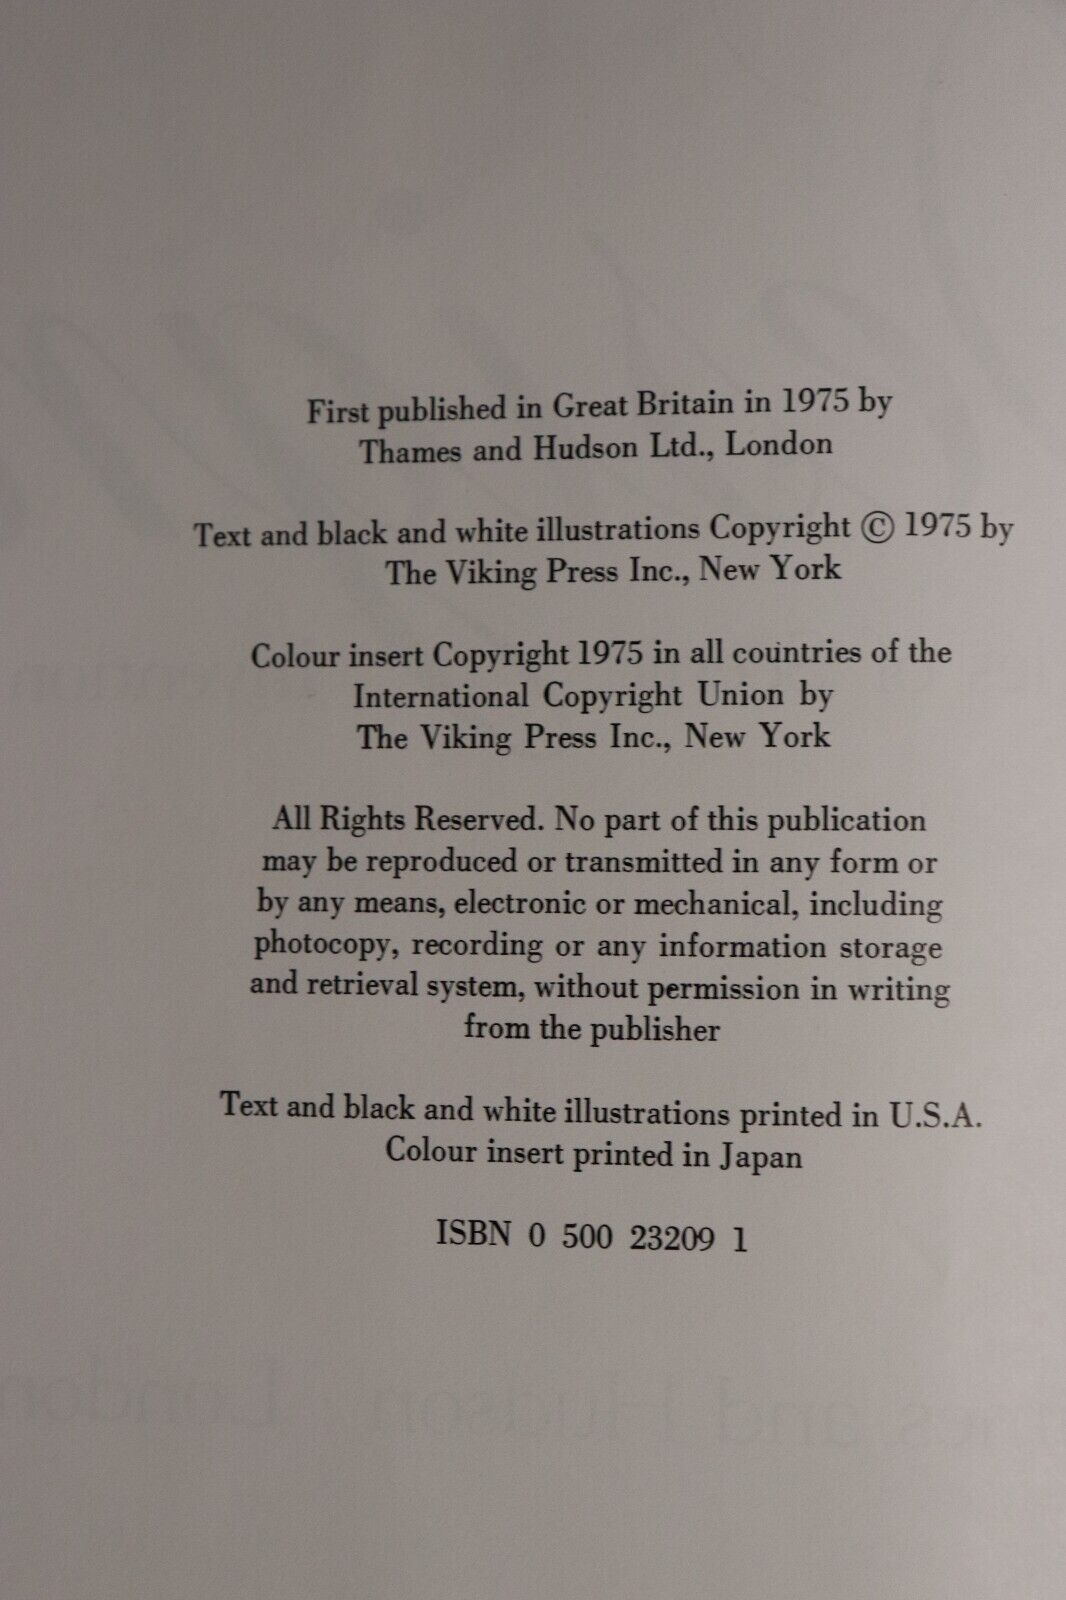 First published in Great Britain in 1975 by
Thames and Hudson Ltd., London
Text and black and white illustrations Copyright © 1975 by
The Viking Press Inc., New York
Colour insert Copyright 1975 in all countries of the
International Copyright Union by
The Viking Press Inc., New York
All Rights Reserved. No part of this publication
may be reproduced or transmitted in any form or
by any means, electronic or mechanical, including
photocopy, recording or any information storage
and retrieval system, without permission in writing
from the publisher
Text and black and white illustrations printed in U.S.A.
Colour insert printed in Japan
ISBN 0 500 23209 1